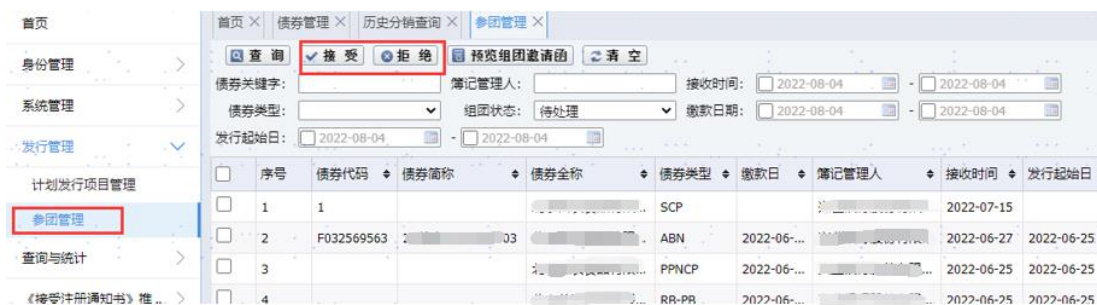 首页
身份管理
系统管理
发行管理
计划发行项目管理
参团管理
查询与统计
《接受注册通知书》推...
首页 × 债券管理 × 历史分销查询 × 参团管理 ×
查 询 接 受 拒 绝 预览组团邀请函 清 空
债券关键字: 簿记管理人: 接收时间: 2022-08-04 - 2022-08-04
债券类型: 组团状态: 待处理 缴款日期: 2022-08-04 - 2022-08-04
发行起始日: 2022-08-04 - 2022-08-04
序号 债券代码 债券简称 债券全称 债券类型 缴款日 簿记管理人 接收时间 发行起始日
1 1 SCP 2022-07-15
2 F032569563 03 ABN 2022-06-... 2022-06-27 2022-06-25
3 PPNCP 2022-06-... 2022-06-25 2022-06-25
4 RB-PB 2022-06-... 2022-06-25 2022-06-25